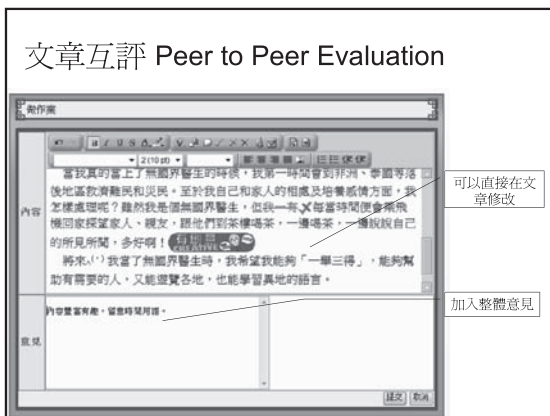 文章互評 Peer to Peer Evaluation
做作業
B I U S
2 (10 pt)
內容
當我真的當上了無國界醫生的時候，我第一時間會到非洲、泰國等落
後地區救濟難民和災民。至於我自己和家人的相處及培養感情方面，我
怎樣處理呢？雖然我是個無國界醫生，但我一有每當時間便會乘飛
機回家探望家人、親友，跟他們到茶樓喝茶，一邊喝茶，一邊說說自己
的所見所聞，多好啊！有創意 CREATIVE
將來，我當了無國界醫生時，我希望我能夠「一舉三得」，能夠幫
助有需要的人，又能遊覽各地，也能學習異地的語言。
可以直接在文
章修改
意見
內容豐富有趣，留意時間用語。
加入整體意見
提交 取消